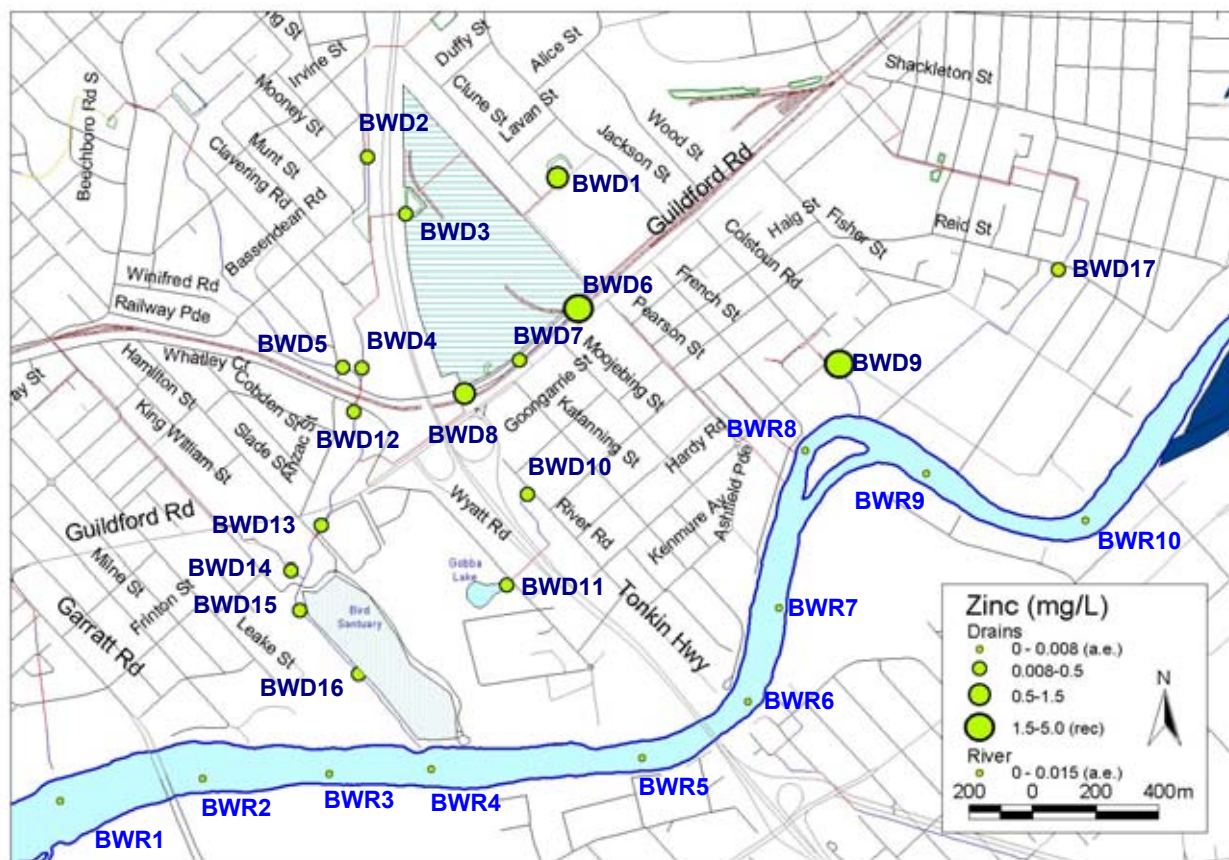 Shackleton St
Duffy St
Alice St
Irvine St
Clune St
Lavan St
Mooney St
Beechboro Rd S
BWD2
Wood St
Jackson St
Munt St
Clavering Rd
BWD1
Guildford Rd
Bassendean Rd
BWD3
Haig St
Fisher St
Reid St
Colstoun Rd
BWD17
Winifred Rd
BWD6
French St
Railway Pde
Pearson St
BWD7
BWD5
BWD4
Moojebing St
BWD9
Whatley Cr
Hamilton St
Cobden St
Goongarrie St
ay St
King William St
Slade St
Anzac St
BWD12
BWD8
Katanning St
Hardy Rd
BWR8
BWD10
Ashfield Pde
BWR9
Wyatt Rd
River Rd
Kenmure Av
BWR10
Guildford Rd
BWD13
Milne St
BWD14
Gobba
Lake
BWD11
Tonkin Hwy
Frinton St
BWD15
Bird
Santuary
BWR7
Garratt Rd
Leake St
BWD16
BWR6
BWR5
BWR1
BWR2
BWR3
BWR4
Zinc (mg/L)
Drains
0 - 0.008 (a.e.)
0.008-0.5
0.5-1.5
1.5-5.0 (rec)
River
0 - 0.015 (a.e.)
N
200 0 200 400m